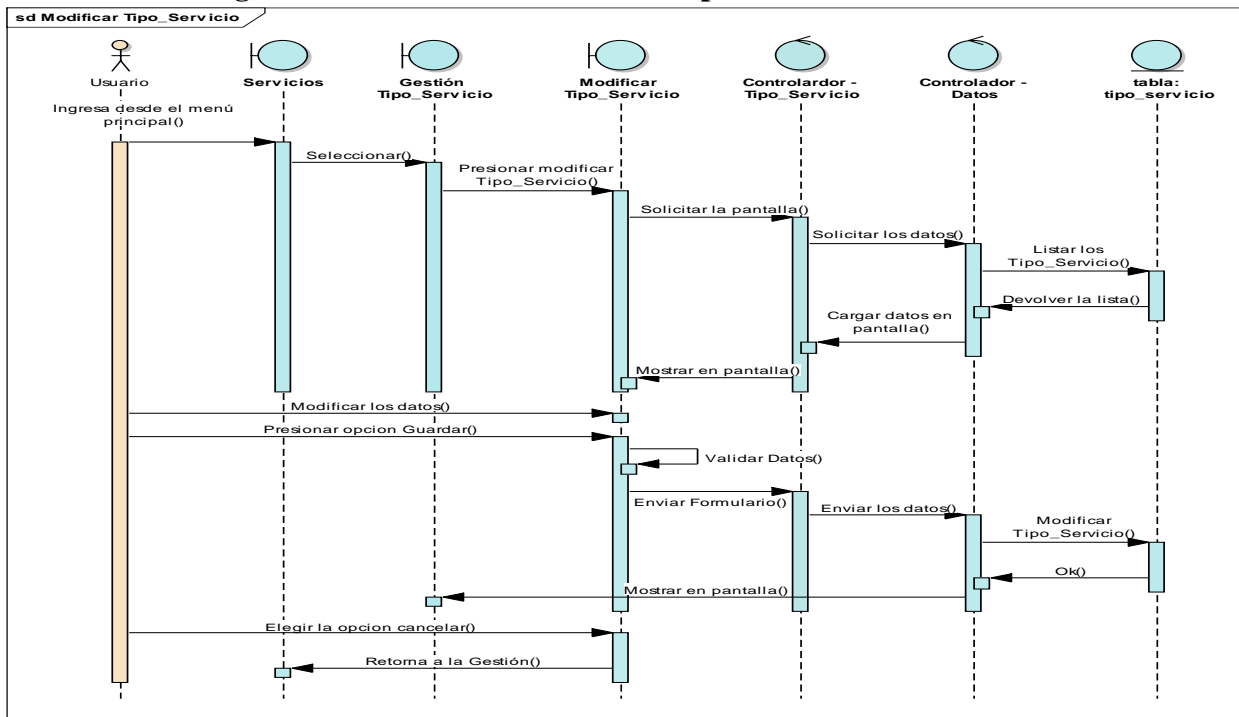 sd Modificar Tipo_Servicio
Usuario
Servicios
Gestión
Tipo_Servicio
Modificar
Tipo_Servicio
Controlardor -
Tipo_Servicio
Controlador -
Datos
tabla:
tipo_servicio
Ingresa desde el menú
principal()
Seleccionar()
Presionar modificar
Tipo_Servicio()
Solicitar la pantalla()
Solicitar los datos()
Listar los
Tipo_Servicio()
Devolver la lista()
Cargar datos en
pantalla()
Mostrar en pantalla()
Modificar los datos()
Presionar opcion Guardar()
Validar Datos()
Enviar Formulario()
Enviar los datos()
Modificar
Tipo_Servicio()
Ok()
Mostrar en pantalla()
Elegir la opcion cancelar()
Retorna a la Gestión()